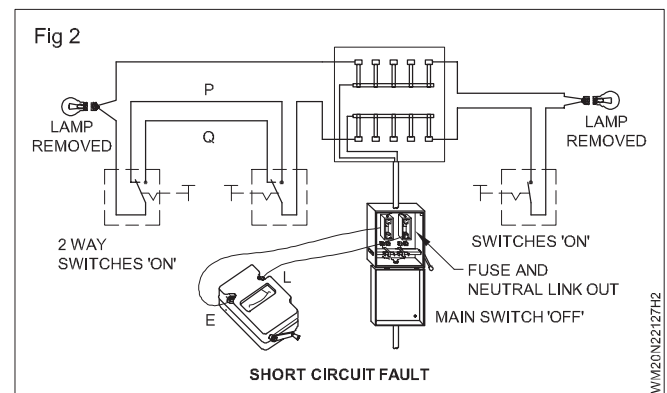 Fig 2
P
Q
LAMP
REMOVED
LAMP
REMOVED
2 WAY
SWITCHES 'ON'
SWITCHES 'ON'
L
E
FUSE AND
NEUTRAL LINK OUT
MAIN SWITCH 'OFF'
SHORT CIRCUIT FAULT
WM20N22127H2